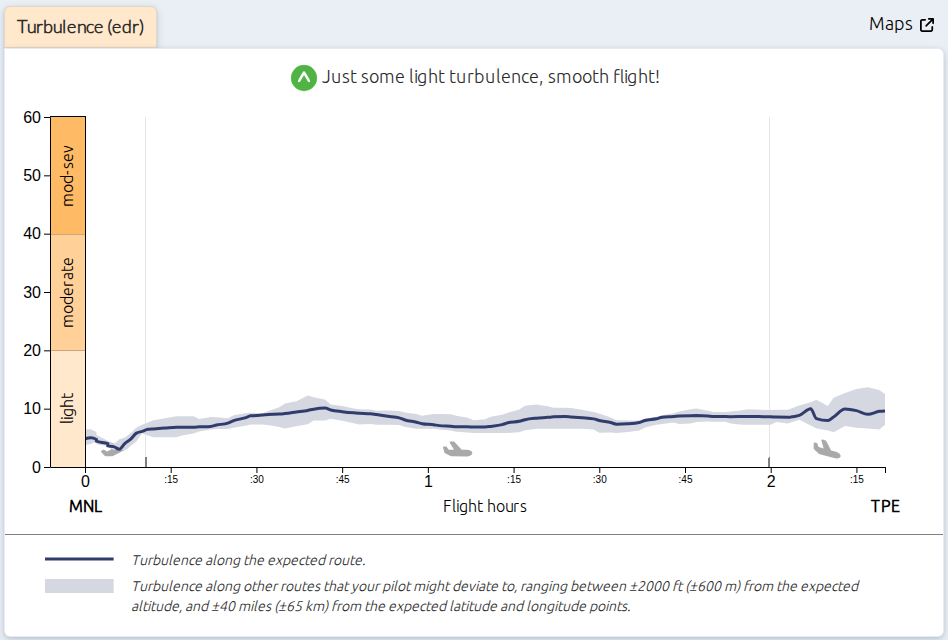 Turbulence (edr)
Maps
Just some light turbulence, smooth flight!
60
50
40
30
20
10
0
mod-sev
moderate
light
0 :15 :30 :45 1 :15 :30 :45 2 :15
MNL Flight hours TPE
Turbulence along the expected route.
Turbulence along other routes that your pilot might deviate to, ranging between ±2000 ft (±600 m) from the expected
altitude, and ±40 miles (±65 km) from the expected latitude and longitude points.